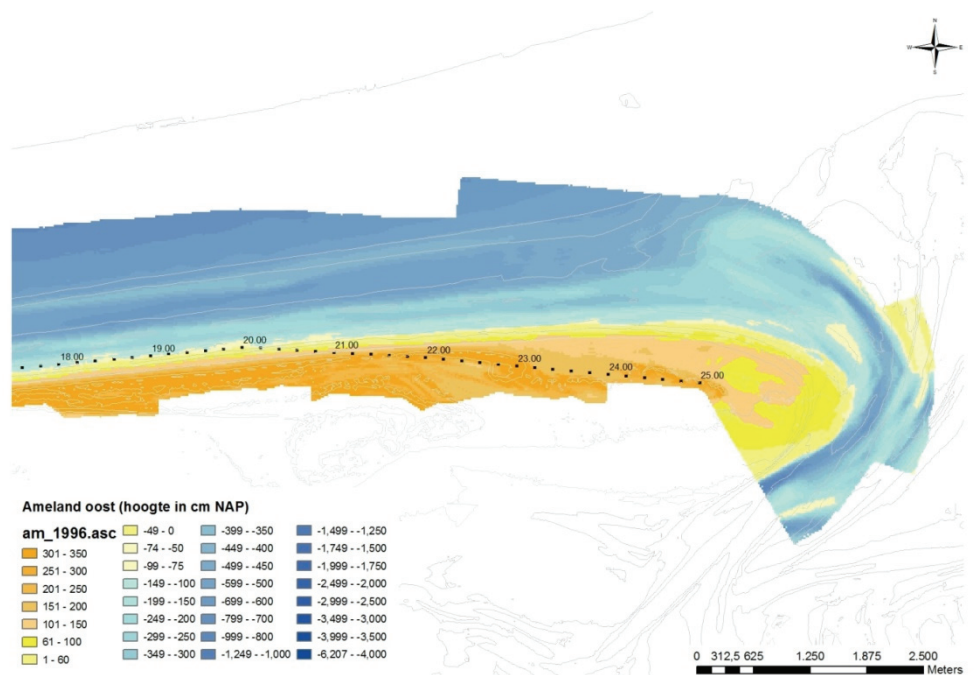 N
W E
S
18.00 19.00 20.00 21.00 22.00 23.00 24.00 25.00
Ameland oost (hoogte in cm NAP)
am_1996.asc
301 - 350
251 - 300
201 - 250
151 - 200
101 - 150
61 - 100
1 - 60
-49 - 0
-74 - -50
-99 - -75
-149 - -100
-199 - -150
-249 - -200
-299 - -250
-349 - -300
-399 - -350
-449 - -400
-499 - -450
-599 - -500
-699 - -600
-799 - -700
-999 - -800
-1,249 - -1,000
-1,499 - -1,250
-1,749 - -1,500
-1,999 - -1,750
-2,499 - -2,000
-2,999 - -2,500
-3,499 - -3,000
-3,999 - -3,500
-6,207 - -4,000
0 312,5 625 1.250 1.875 2.500
Meters